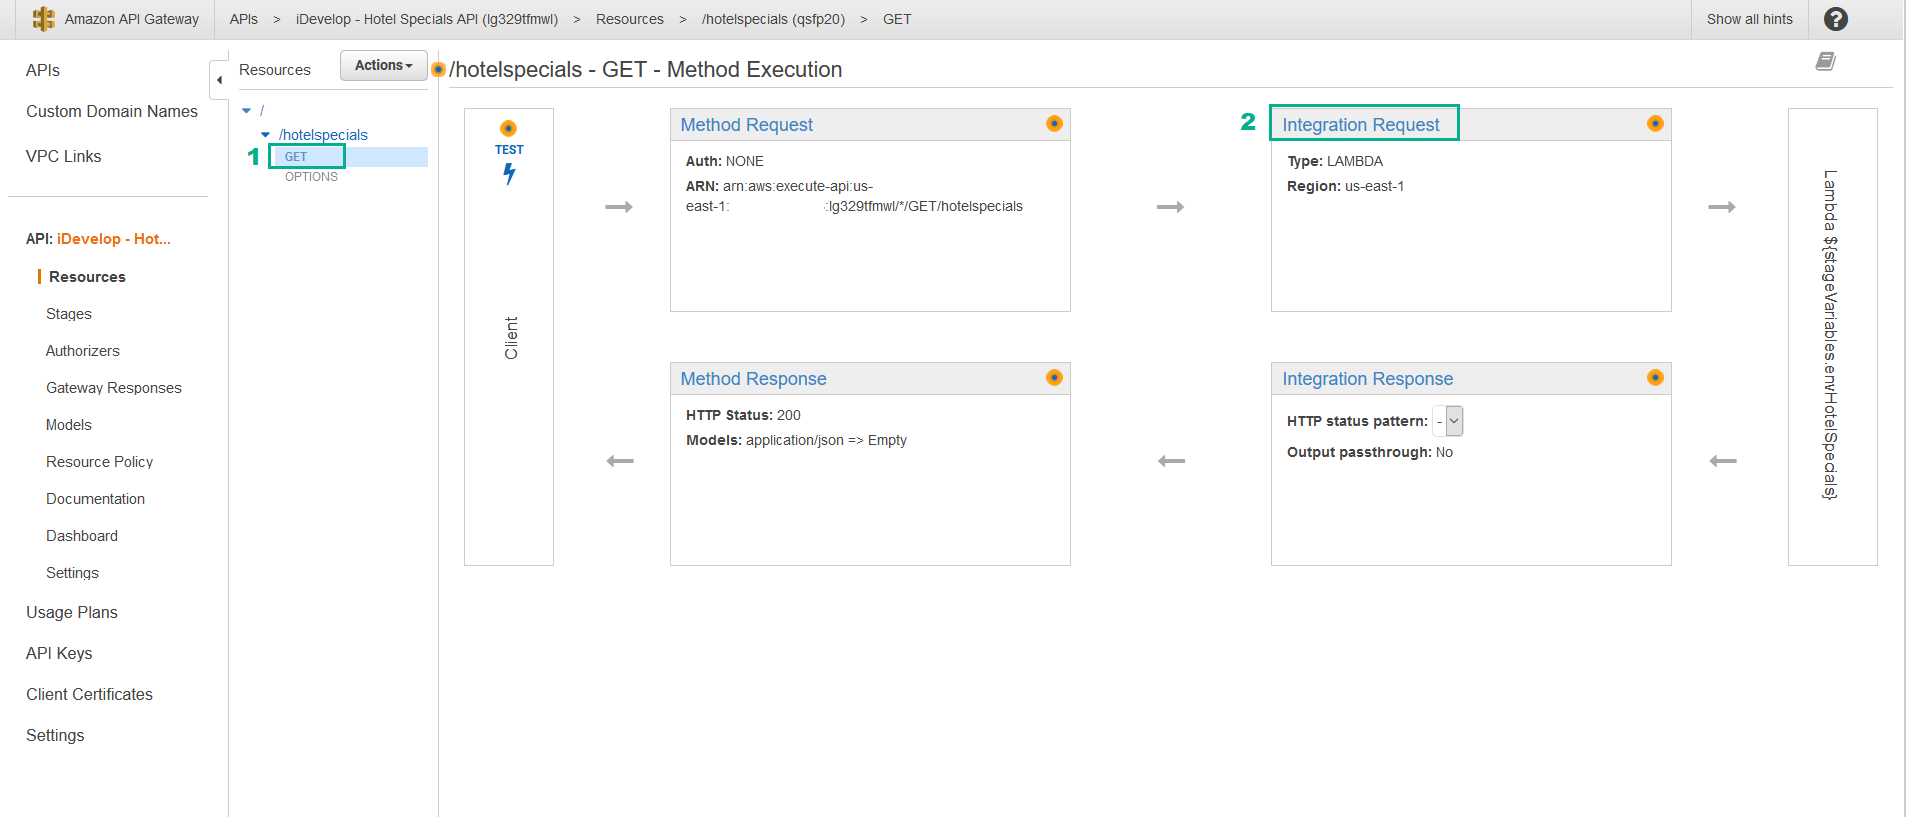 Amazon API Gateway
APIs > iDevelop - Hotel Specials API (lg329tfmwl) > Resources > /hotelspecials (qsfp20) > GET
Show all hints
?
APIs
Custom Domain Names
VPC Links
API: iDevelop - Hot...
Resources
Stages
Authorizers
Gateway Responses
Models
Resource Policy
Documentation
Dashboard
Settings
Usage Plans
API Keys
Client Certificates
Settings
Resources
Actions
/
/hotelspecials
1 GET
OPTIONS
/hotelspecials - GET - Method Execution
TEST
Client
Method Request
Auth: NONE
ARN: arn:aws:execute-api:us-
east-1: :lg329tfmwl/*/GET/hotelspecials
2 Integration Request
Type: LAMBDA
Region: us-east-1
Method Response
HTTP Status: 200
Models: application/json => Empty
Integration Response
HTTP status pattern: -
Output passthrough: No
Lambda ${stageVariables.envHotelSpecials}